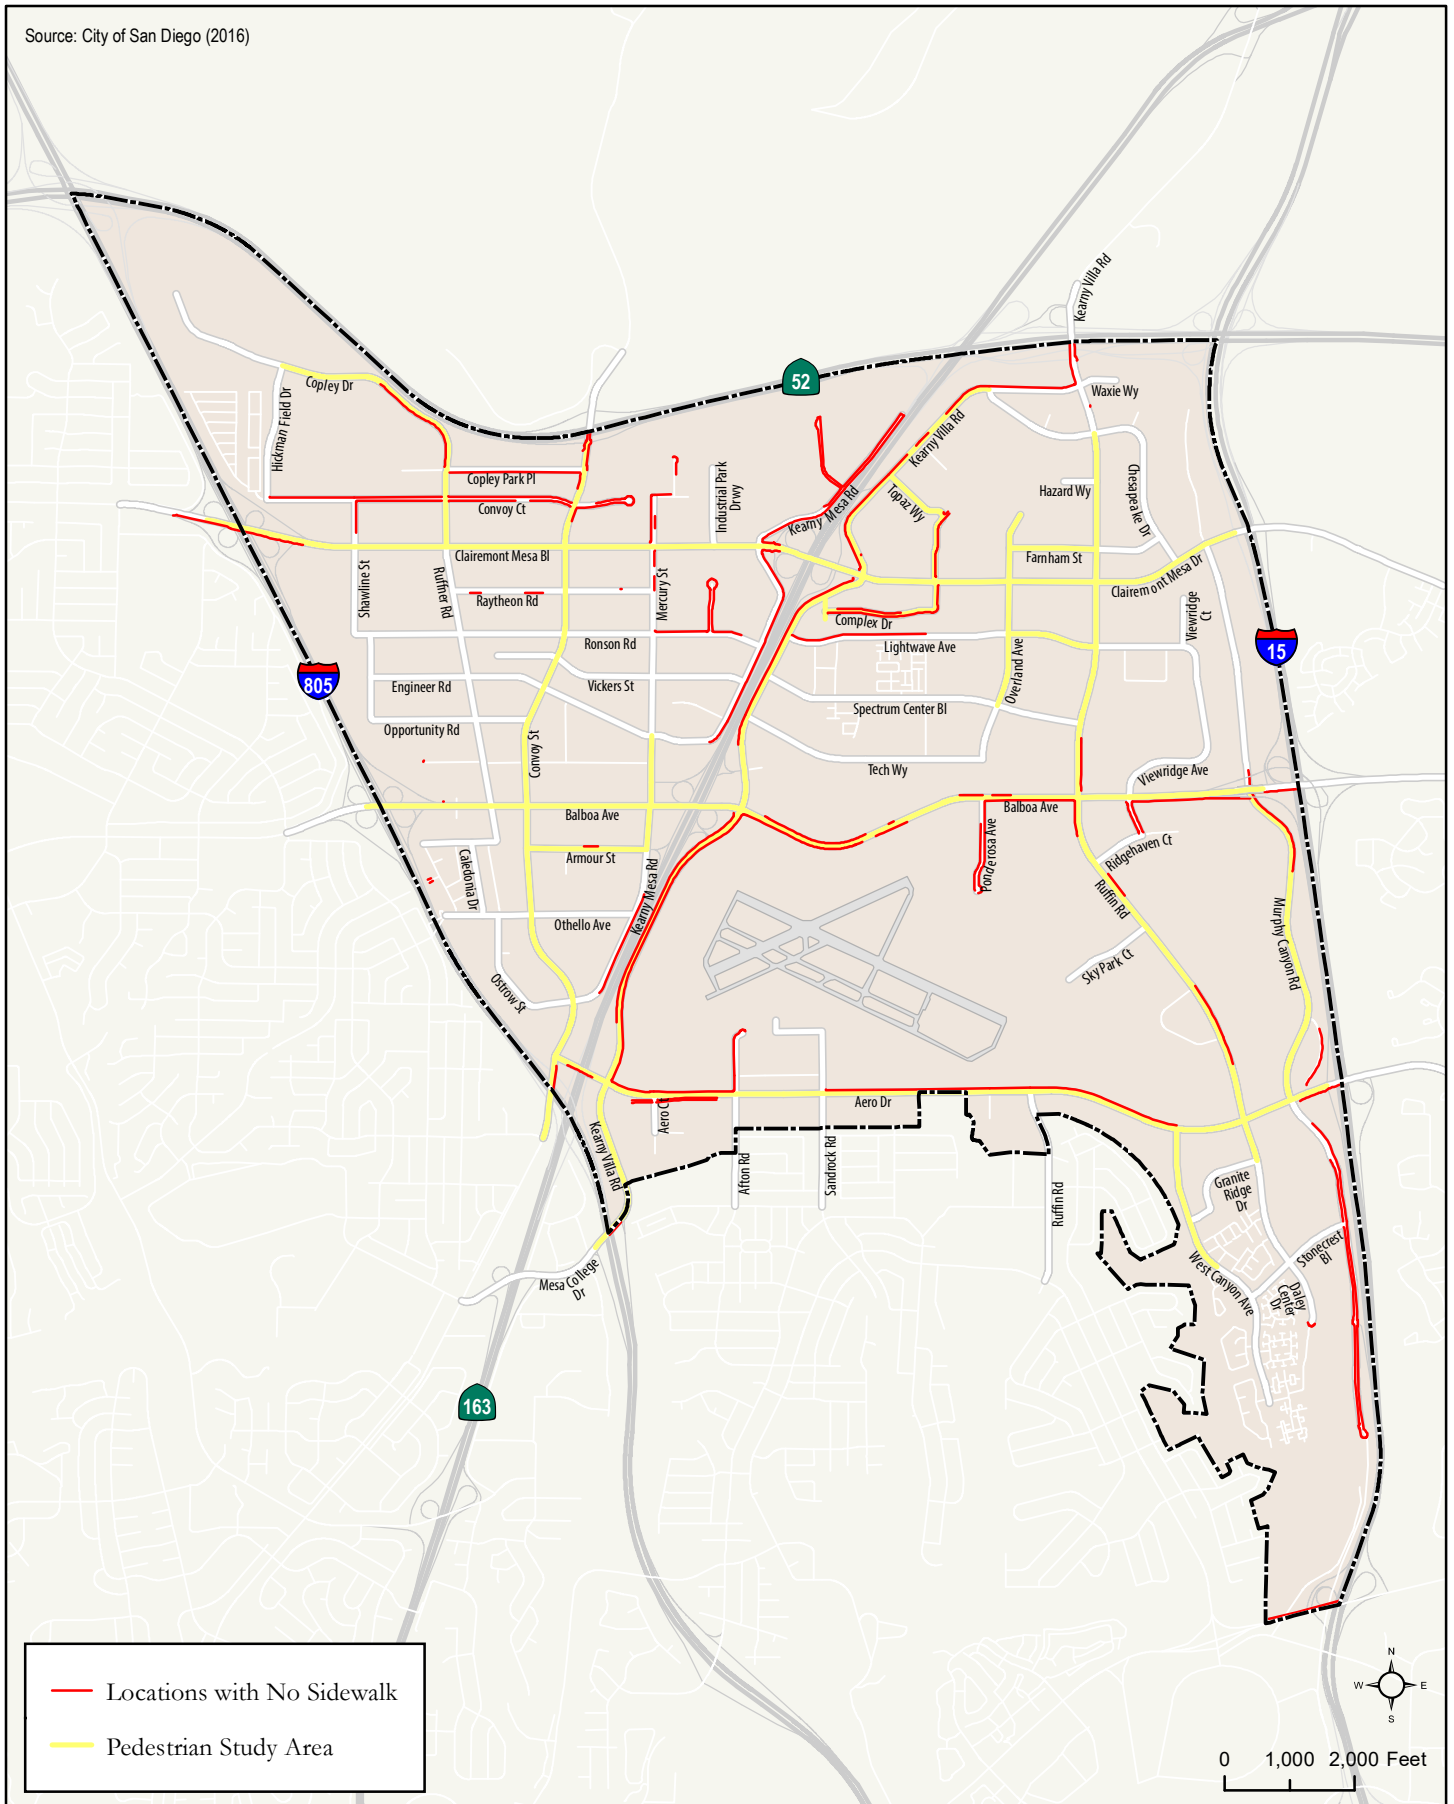 Source: City of San Diego (2016)
Kearny Villa Rd
52
Copley Dr
Hickman Field Dr
Waxie Wy
Kearny Villa Rd
Copley Park Pl
Convoy Ct
Industrial Park
Drwy
Kearny Mesa Rd
Topaz Wy
Hazard Wy
Chesapeake Dr
Clairemont Mesa Bl
Farnham St
Clairemont Mesa Dr
Shawline St
Ruffner Rd
Raytheon Rd
Mercury St
Complex Dr
Viewridge
Ct
Ronson Rd
Lightwave Ave
15
805
Engineer Rd
Vickers St
Overland Ave
Spectrum Center Bl
Opportunity Rd
Convoy St
Tech Wy
Viewridge Ave
Balboa Ave
Balboa Ave
Armour St
Ponderosa Ave
Ridgehaven Ct
Caledonia Dr
Kearny Mesa Rd
Ruffin Rd
Othello Ave
Murphy Canyon Rd
Sky Park Ct
Ostrow St
Aero Ct
Aero Dr
Kearny Villa Rd
Afton Rd
Sandrock Rd
Ruffin Rd
Granite
Ridge
Dr
Stonecrest
Bl
West Canyon Ave
Daley
Center
Dr
Mesa College
Dr
163
Locations with No Sidewalk
Pedestrian Study Area
N
W
E
S
0 1,000 2,000 Feet